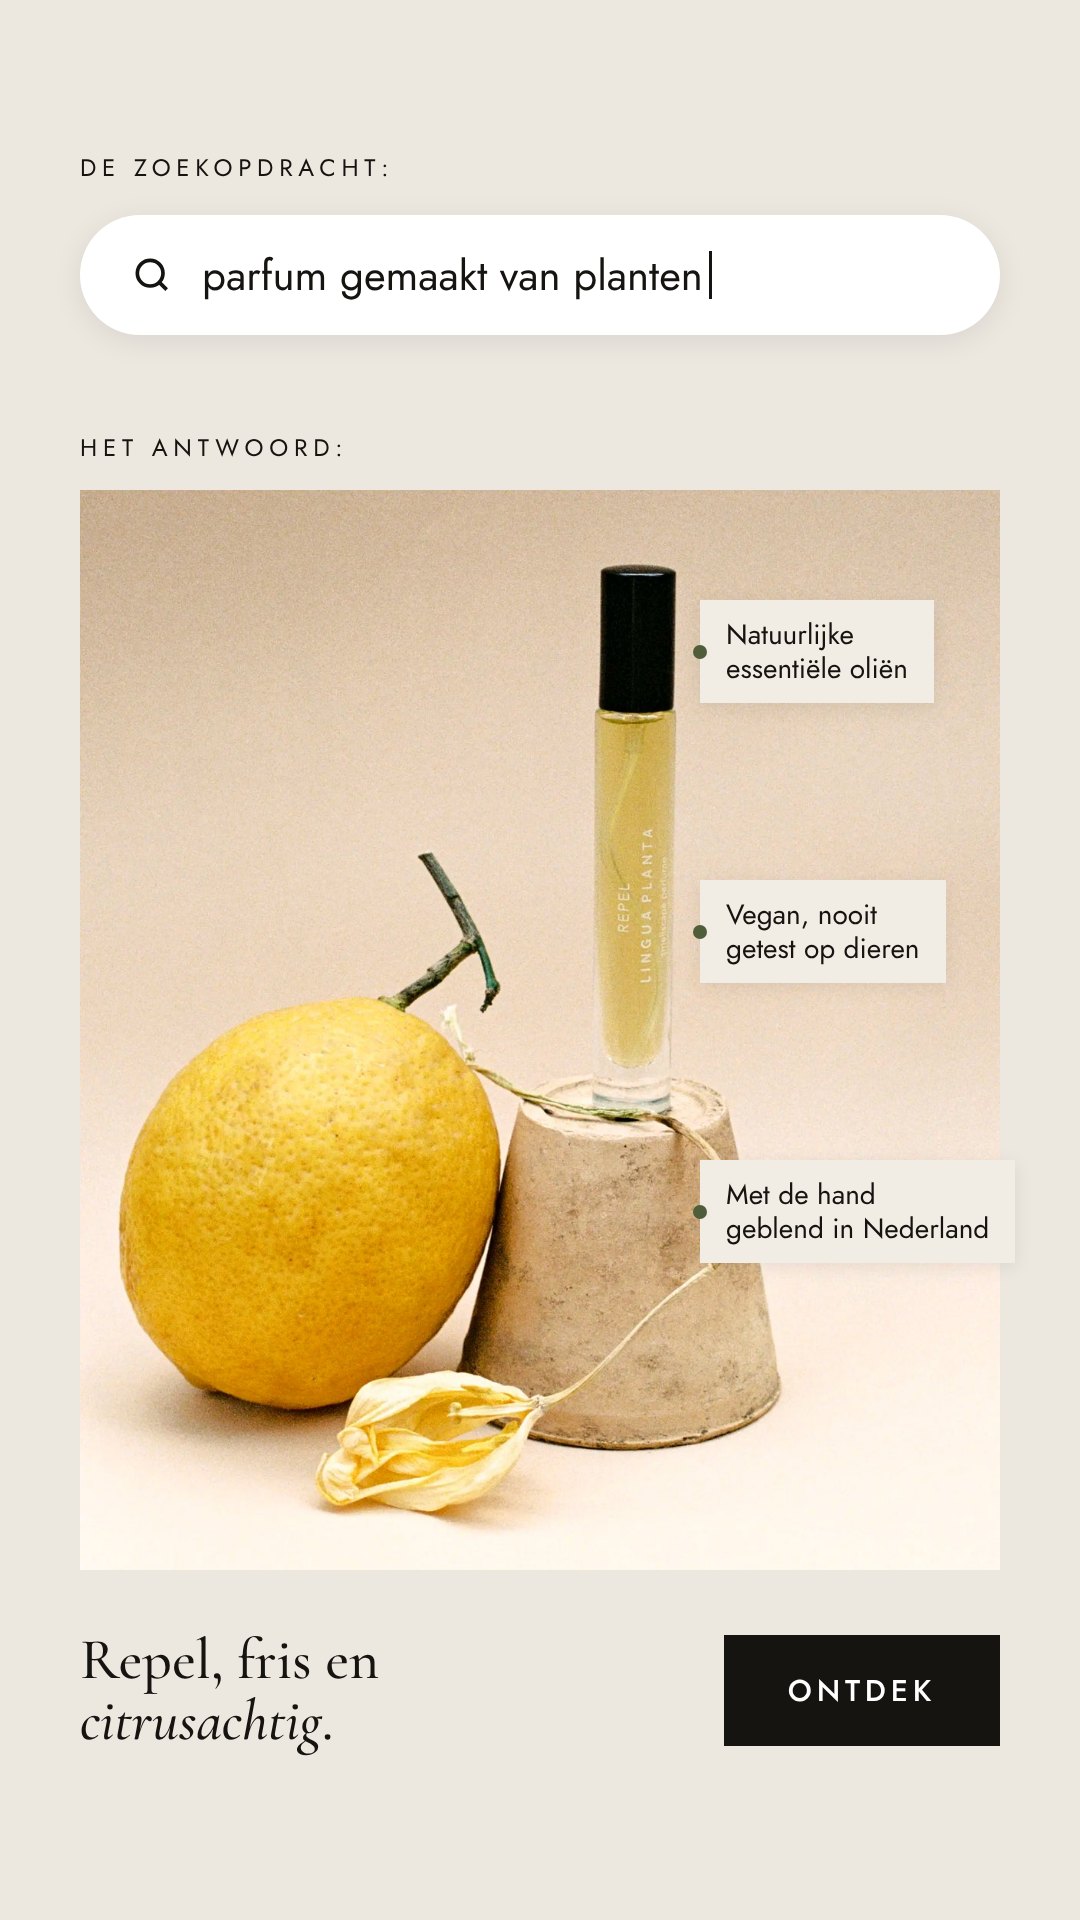 DE ZOEKOPDRACHT:
parfum gemaakt van planten
HET ANTWOORD:
Natuurlijke
essentiële oliën
REPEL
LINGUA PLANTA
Vegan, nooit
getest op dieren
Met de hand
geblend in Nederland
Repel, fris en
citrusachtig.
ONTDEK